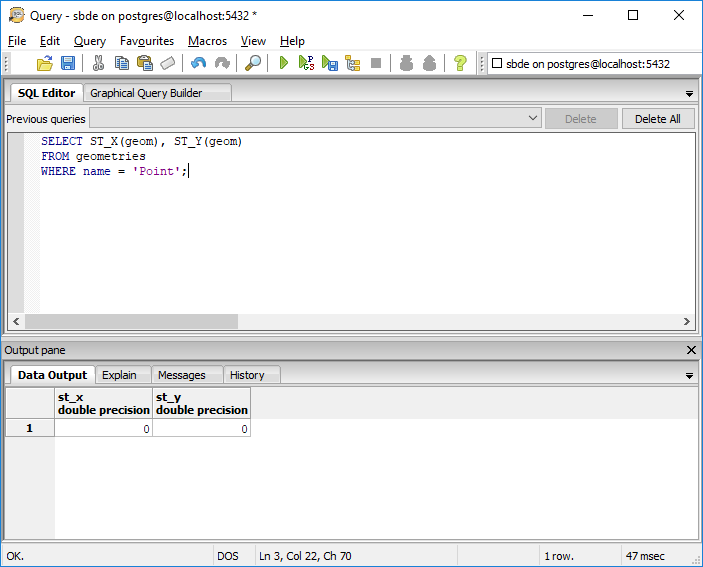 Query - sbde on postgres@localhost:5432 *
File Edit Query Favourites Macros View Help
sbde on postgres@localhost:5432
SQL Editor Graphical Query Builder
Previous queries Delete Delete All
SELECT ST_X(geom), ST_Y(geom)
FROM geometries
WHERE name = 'Point';
Output pane
Data Output Explain Messages History
st_x st_y
double precision double precision
1 0 0
OK. DOS Ln 3, Col 22, Ch 70 1 row. 47 msec